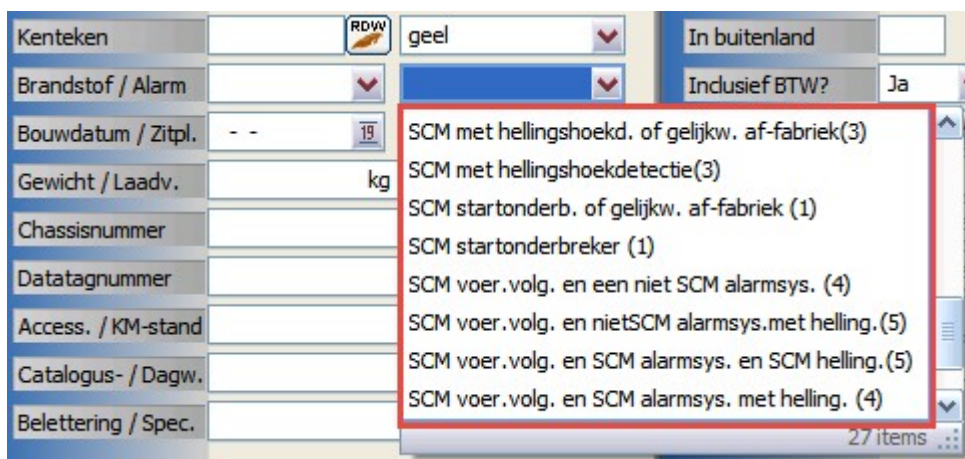 Kenteken RDW geel In buitenland
Brandstof / Alarm Inclusief BTW? Ja
Bouwdatum / Zitpl. - - 19
Gewicht / Laadv. kg
Chassisnummer
Datatagnummer
Access. / KM-stand
Catalogus- / Dagw.
Belettering / Spec.
SCM met hellingshoekd. of gelijkw. af-fabriek(3)
SCM met hellingshoekdetectie(3)
SCM startonderb. of gelijkw. af-fabriek (1)
SCM startonderbreker (1)
SCM voer.volg. en een niet SCM alarmsys. (4)
SCM voer.volg. en nietSCM alarmsys.met helling.(5)
SCM voer.volg. en SCM alarmsys. en SCM helling.(5)
SCM voer.volg. en SCM alarmsys. met helling. (4)
27 items